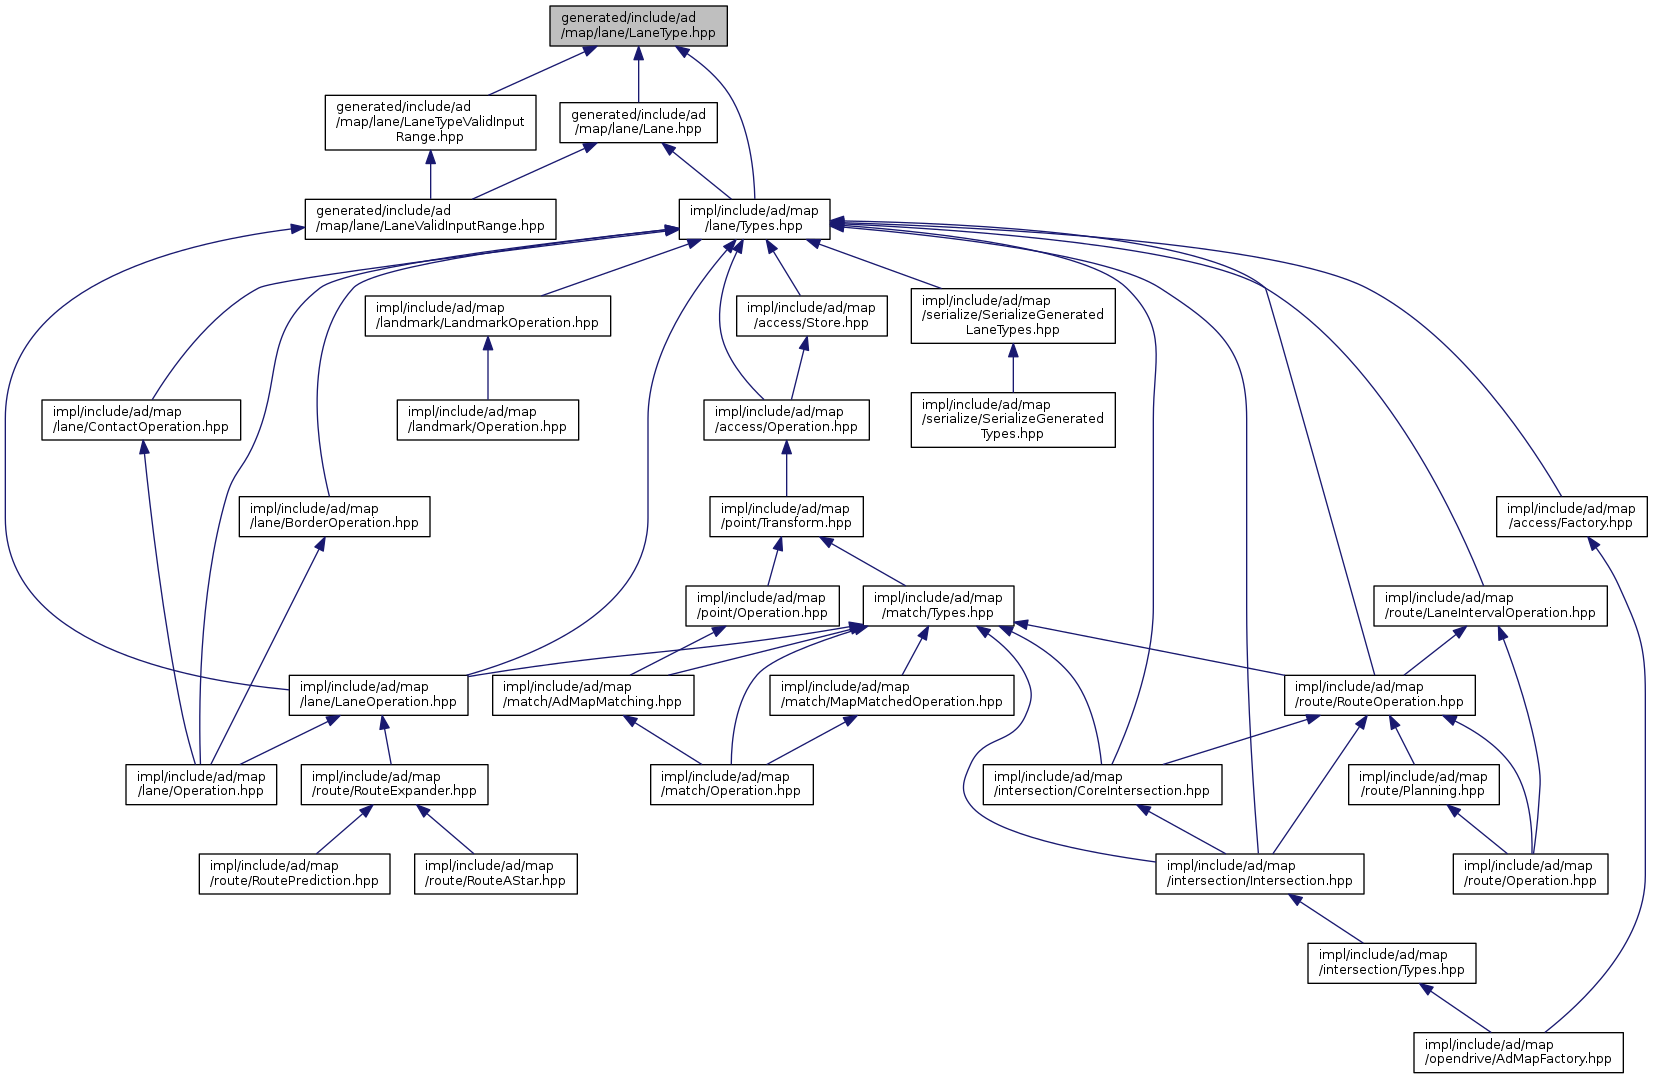 generated/include/ad
/map/lane/LaneType.hpp
generated/include/ad
/map/lane/LaneTypeValidInput
Range.hpp
generated/include/ad
/map/lane/Lane.hpp
generated/include/ad
/map/lane/LaneValidInputRange.hpp
impl/include/ad/map
/lane/Types.hpp
impl/include/ad/map
/landmark/LandmarkOperation.hpp
impl/include/ad/map
/access/Store.hpp
impl/include/ad/map
/serialize/SerializeGenerated
LaneTypes.hpp
impl/include/ad/map
/lane/ContactOperation.hpp
impl/include/ad/map
/landmark/Operation.hpp
impl/include/ad/map
/access/Operation.hpp
impl/include/ad/map
/serialize/SerializeGenerated
Types.hpp
impl/include/ad/map
/lane/BorderOperation.hpp
impl/include/ad/map
/point/Transform.hpp
impl/include/ad/map
/access/Factory.hpp
impl/include/ad/map
/point/Operation.hpp
impl/include/ad/map
/match/Types.hpp
impl/include/ad/map
/route/LaneIntervalOperation.hpp
impl/include/ad/map
/lane/LaneOperation.hpp
impl/include/ad/map
/match/AdMapMatching.hpp
impl/include/ad/map
/match/MapMatchedOperation.hpp
impl/include/ad/map
/route/RouteOperation.hpp
impl/include/ad/map
/lane/Operation.hpp
impl/include/ad/map
/route/RouteExpander.hpp
impl/include/ad/map
/match/Operation.hpp
impl/include/ad/map
/intersection/CoreIntersection.hpp
impl/include/ad/map
/route/Planning.hpp
impl/include/ad/map
/route/RoutePrediction.hpp
impl/include/ad/map
/route/RouteAStar.hpp
impl/include/ad/map
/intersection/Intersection.hpp
impl/include/ad/map
/route/Operation.hpp
impl/include/ad/map
/intersection/Types.hpp
impl/include/ad/map
/opendrive/AdMapFactory.hpp